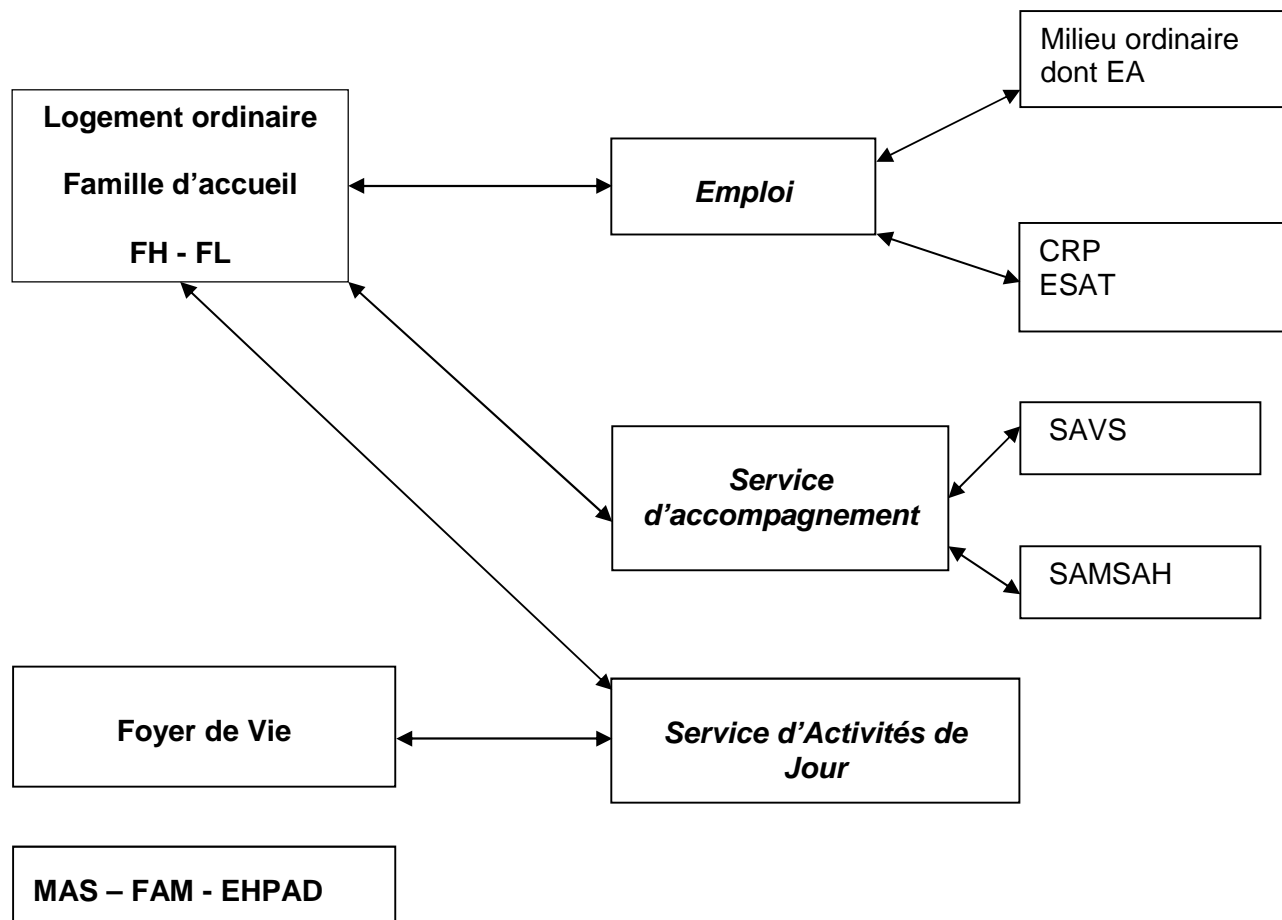 Milieu ordinaire
dont EA
Logement ordinaire
Famille d’accueil
FH - FL
Emploi
CRP
ESAT
Service
d’accompagnement
SAVS
SAMSAH
Foyer de Vie
Service d’Activités de
Jour
MAS – FAM - EHPAD